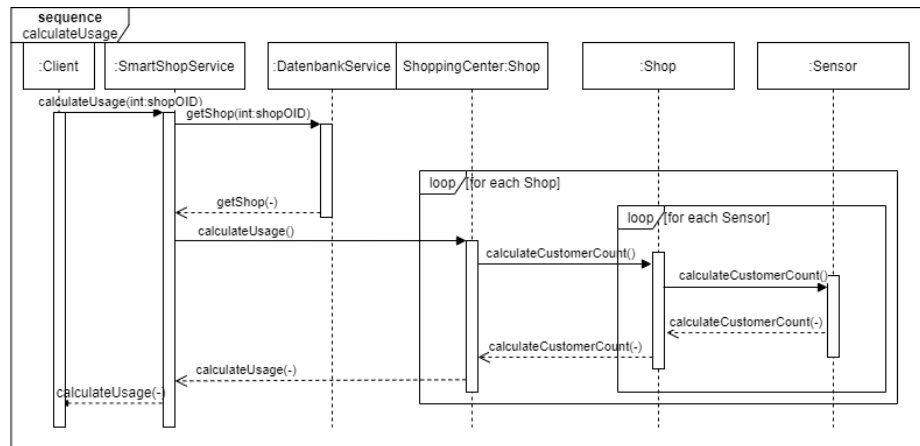 sequence
calculateUsage
:Client
:SmartShopService
:DatenbankService
ShoppingCenter:Shop
:Shop
:Sensor
calculateUsage(int:shopOID)
getShop(int:shopOID)
loop
[for each Shop]
getShop(-)
loop
[for each Sensor]
calculateUsage()
calculateCustomerCount()
calculateCustomerCount()
calculateCustomerCount(-)
calculateCustomerCount(-)
calculateUsage(-)
calculateUsage(-)